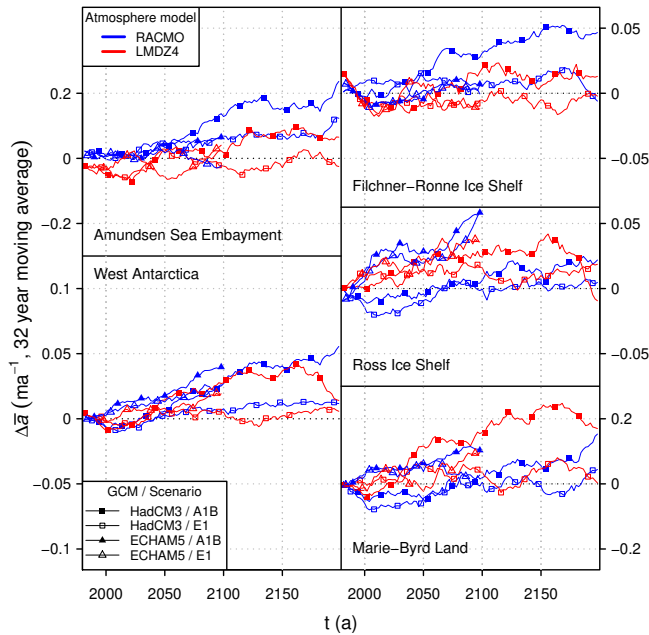 Atmosphere model
RACMO
LMDZ4
0.2
0
−0.2
Amundsen Sea Embayment
0.05
0
−0.05
Filchner−Ronne Ice Shelf
West Antarctica
0.1
0.05
0
−0.05
−0.1
0.05
0
−0.05
Ross Ice Shelf
GCM / Scenario
HadCM3 / A1B
HadCM3 / E1
ECHAM5 / A1B
ECHAM5 / E1
0.2
0
−0.2
Marie−Byrd Land
Δa̅ (ma⁻¹, 32 year moving average)
2000 2050 2100 2150 2000 2050 2100 2150
t (a)